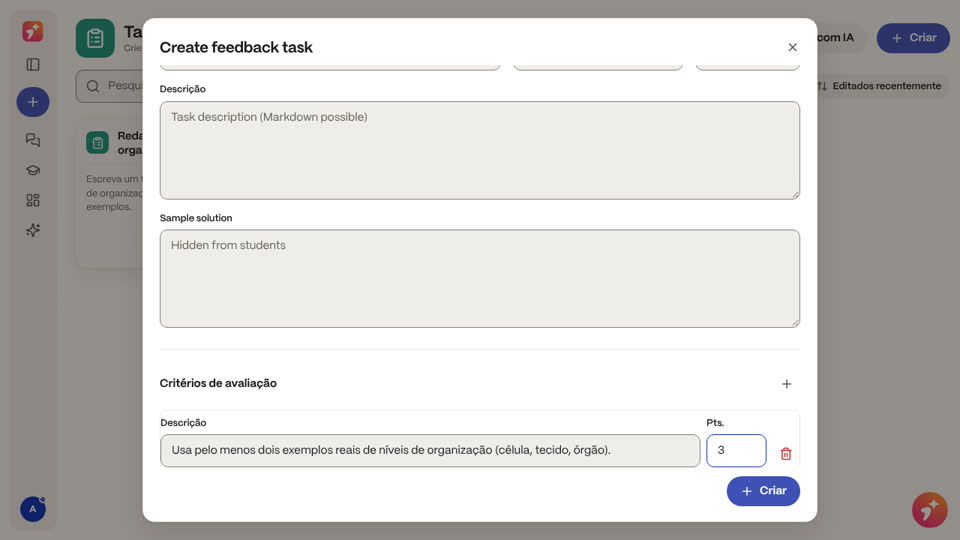 Create feedback task
Ta
Crie
com IA
Criar
Pesqui
Editados recentemente
Reda
orga
Escreva um t
de organizaç
exemplos.
Descrição
Task description (Markdown possible)
Sample solution
Hidden from students
Critérios de avaliação
Descrição
Pts.
Usa pelo menos dois exemplos reais de níveis de organização (célula, tecido, órgão).
3
Criar
A